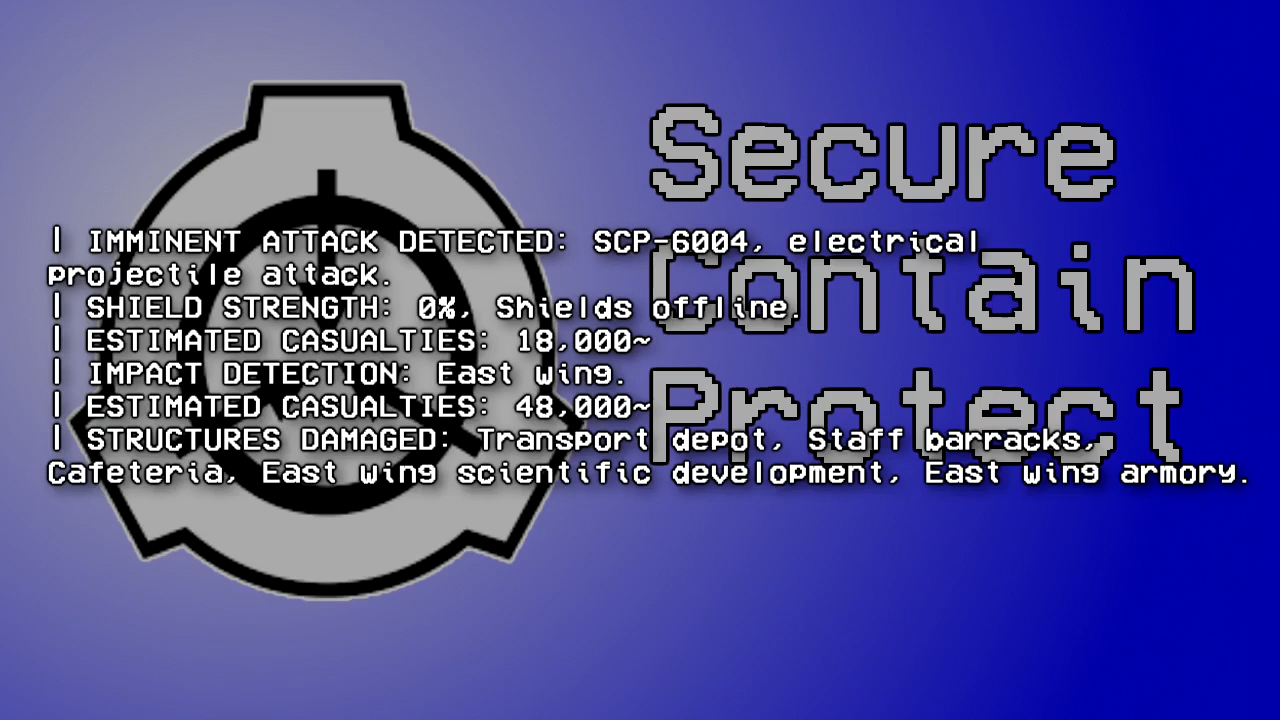 Secure
Contain
Protect
| IMMINENT ATTACK DETECTED: SCP-6004, electrical
projectile attack.
| SHIELD STRENGTH: 0%, Shields offline.
| ESTIMATED CASUALTIES: 18,000~
| IMPACT DETECTION: East wing.
| ESTIMATED CASUALTIES: 48,000~
| STRUCTURES DAMAGED: Transport depot, Staff barracks,
Cafeteria, East wing scientific development, East wing armory.